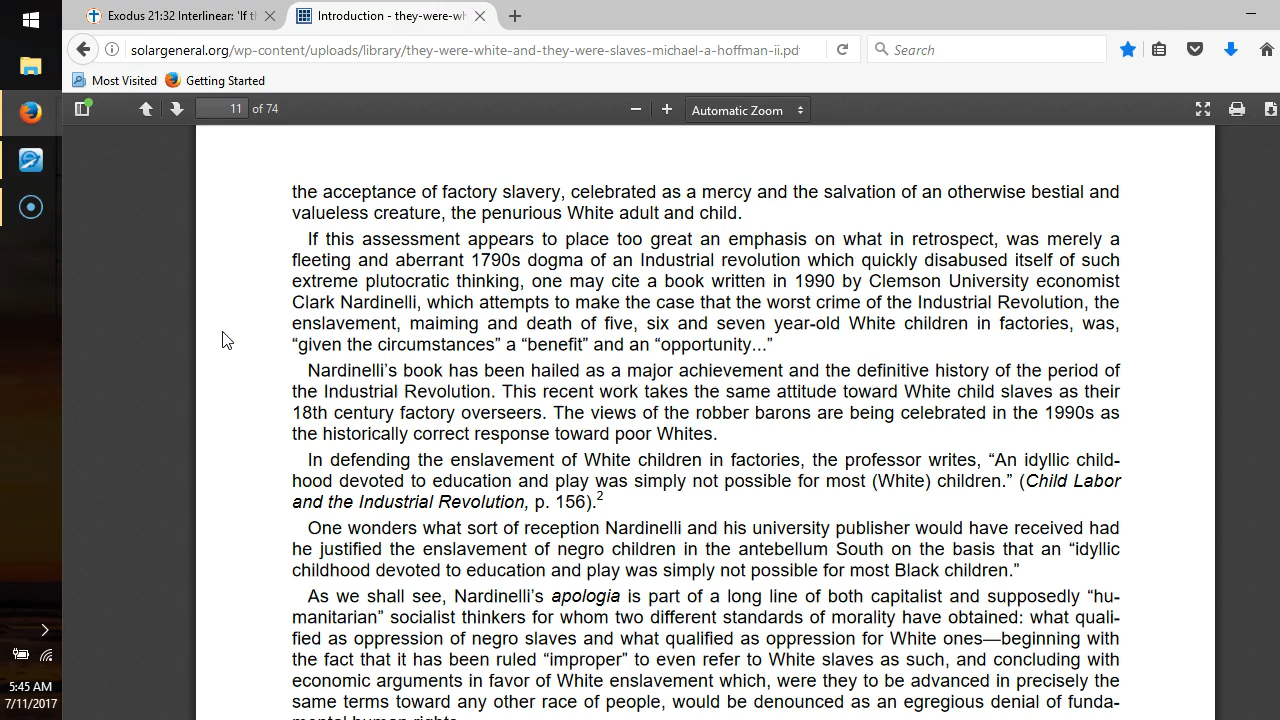 Exodus 21:32 Interlinear: 'If t
Introduction - they-were-wh
solargeneral.org/wp-content/uploads/library/they-were-white-and-they-were-slaves-michael-a-hoffman-ii.pdf
Search
Most Visited
Getting Started
11 of 74
Automatic Zoom
the acceptance of factory slavery, celebrated as a mercy and the salvation of an otherwise bestial and
valueless creature, the penurious White adult and child.
If this assessment appears to place too great an emphasis on what in retrospect, was merely a
fleeting and aberrant 1790s dogma of an Industrial revolution which quickly disabused itself of such
extreme plutocratic thinking, one may cite a book written in 1990 by Clemson University economist
Clark Nardinelli, which attempts to make the case that the worst crime of the Industrial Revolution, the
enslavement, maiming and death of five, six and seven year-old White children in factories, was,
“given the circumstances” a “benefit” and an “opportunity...”
Nardinelli’s book has been hailed as a major achievement and the definitive history of the period of
the Industrial Revolution. This recent work takes the same attitude toward White child slaves as their
18th century factory overseers. The views of the robber barons are being celebrated in the 1990s as
the historically correct response toward poor Whites.
In defending the enslavement of White children in factories, the professor writes, “An idyllic child-
hood devoted to education and play was simply not possible for most (White) children.” (Child Labor
and the Industrial Revolution, p. 156).2
One wonders what sort of reception Nardinelli and his university publisher would have received had
he justified the enslavement of negro children in the antebellum South on the basis that an “idyllic
childhood devoted to education and play was simply not possible for most Black children.”
As we shall see, Nardinelli’s apologia is part of a long line of both capitalist and supposedly “hu-
manitarian” socialist thinkers for whom two different standards of morality have obtained: what quali-
fied as oppression of negro slaves and what qualified as oppression for White ones—beginning with
the fact that it has been ruled “improper” to even refer to White slaves as such, and concluding with
economic arguments in favor of White enslavement which, were they to be advanced in precisely the
same terms toward any other race of people, would be denounced as an egregious denial of funda-
mental human rights.
5:45 AM
7/11/2017